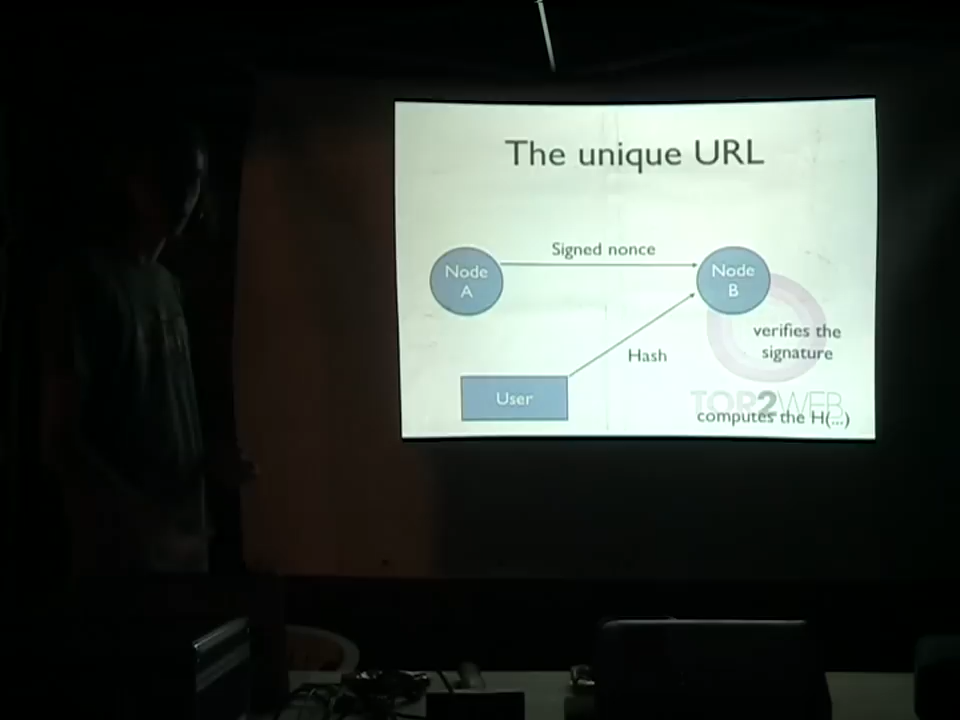 The unique URL
Signed nonce
Node
A
Node
B
verifies the
signature
Hash
User
TOR2WEB
computes the H(...)